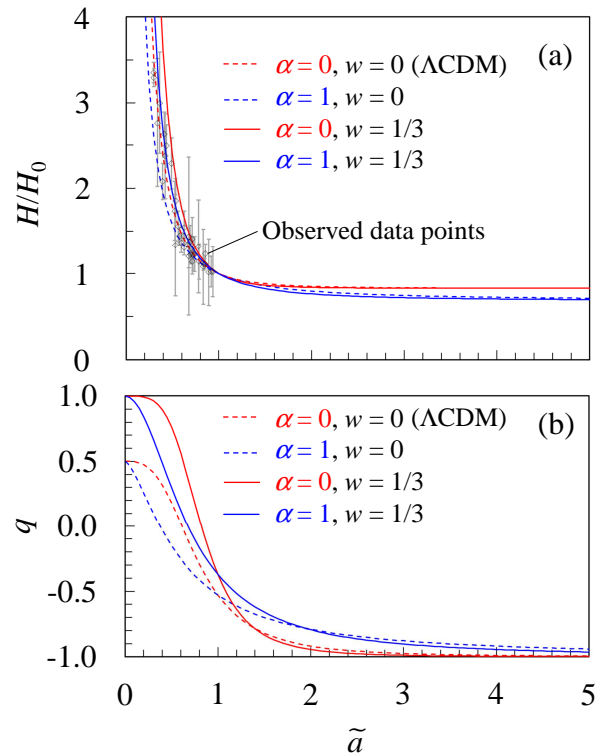 4
(a)
α = 0, w = 0 (ΛCDM)
α = 1, w = 0
3
α = 0, w = 1/3
α = 1, w = 1/3
H/H₀
2
Observed data points
1
0
1.0
(b)
α = 0, w = 0 (ΛCDM)
α = 1, w = 0
0.5
α = 0, w = 1/3
α = 1, w = 1/3
q
0.0
-0.5
-1.0
0 1 2 3 4 5
ã